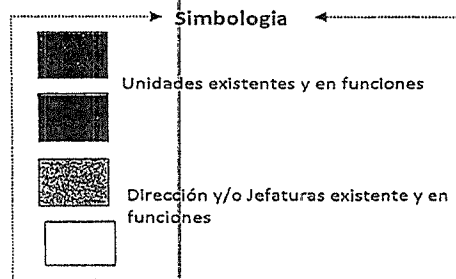 Simbologia
Unidades existentes y en funciones
Dirección y/o Jefaturas existente y en
funciones